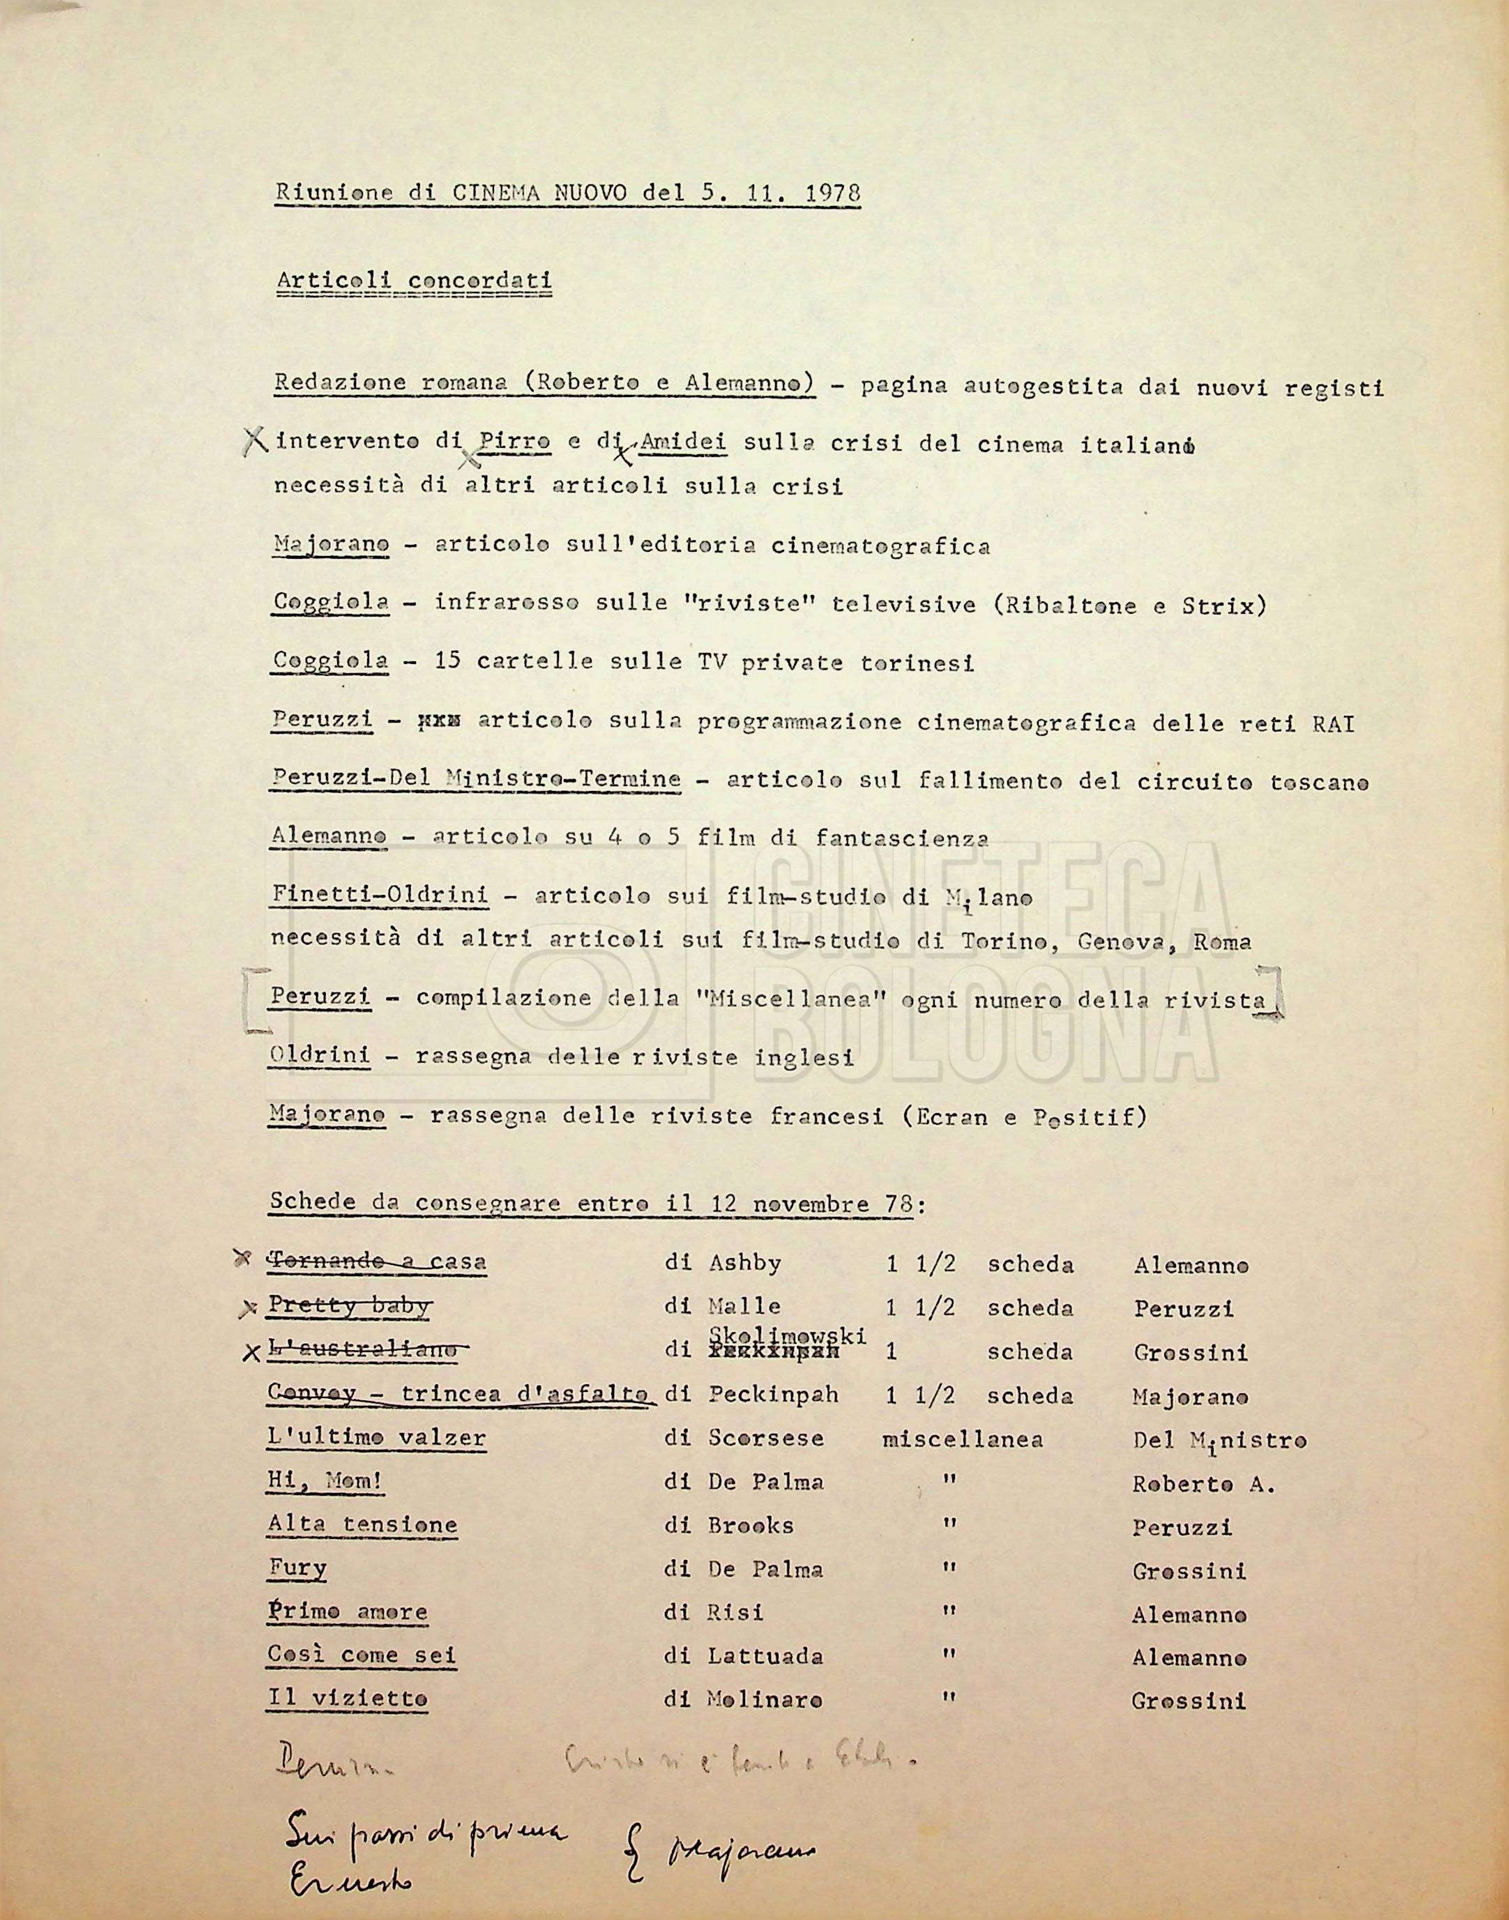 Riunione di CINEMA NUOVO del 5. 11. 1978
Articoli concordati
Redazione romana (Roberto e Alemanno) - pagina autogestita dai nuovi registi
X intervento di Pirro e di Amidei sulla crisi del cinema italiano
necessità di altri articoli sulla crisi
Majorano - articolo sull'editoria cinematografica
Coggiola - infrarosso sulle "riviste" televisive (Ribaltone e Strix)
Coggiola - 15 cartelle sulle TV private torinesi
Peruzzi - xxx articolo sulla programmazione cinematografica delle reti RAI
Peruzzi-Del Ministro-Termine - articolo sul fallimento del circuito toscano
Alemanno - articolo su 4 o 5 film di fantascienza
Finetti-Oldrini - articolo sui film-studio di Milano
necessità di altri articoli sui film-studio di Torino, Genova, Roma
[Peruzzi - compilazione della "Miscellanea" ogni numero della rivista]
Oldrini - rassegna delle riviste inglesi
Majorano - rassegna delle riviste francesi (Ecran e Positif)
CINETECA
BOLOGNA
Schede da consegnare entro il 12 novembre 78:
X Tornando a casa di Ashby 1 1/2 scheda Alemanno
X Pretty baby di Malle 1 1/2 scheda Peruzzi
X L'australiano di Skolimowski Peckinpah 1 scheda Grossini
Convoy - trincea d'asfalto di Peckinpah 1 1/2 scheda Majorano
L'ultimo valzer di Scorsese miscellanea Del Ministro
Hi, Mom! di De Palma " Roberto A.
Alta tensione di Brooks " Peruzzi
Fury di De Palma " Grossini
Primo amore di Risi " Alemanno
Così come sei di Lattuada " Alemanno
Il vizietto di Molinaro " Grossini
Cristo si è fermato a Eboli.
Sui passi di prima
Ernesto } Majorano